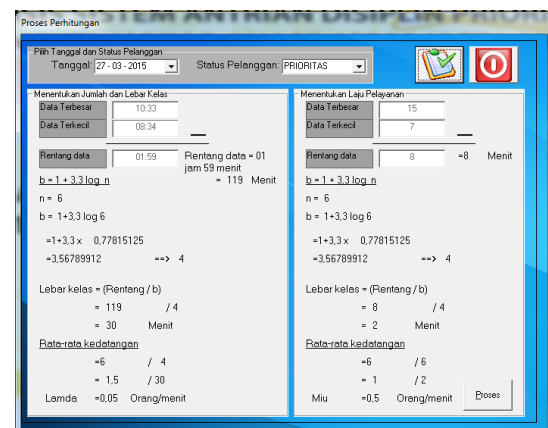 SISTEM ANTRIAN DISIPLIN PRIORI
Proses Perhitungan
Pilih Tanggal dan Status Pelanggan
Tanggal: 27 - 03 - 2015 Status Pelanggan: PRIORITAS
Menentukan Jumlah dan Lebar Kelas
Data Terbesar 10:33
Data Terkecil 08:34
Rentang data 01:59 Rentang data = 01
jam 59 menit
= 119 Menit
b = 1 + 3,3 log n
n = 6
b = 1+3,3 log 6
=1+3,3 x 0,77815125
=3,56789912 ==> 4
Lebar kelas = (Rentang / b)
= 119 / 4
= 30 Menit
Rata-rata kedatangan
=6 / 4
= 1,5 / 30
Lamda =0,05 Orang/menit
Menentukan Laju Pelayanan
Data Terbesar 15
Data Terkecil 7
Rentang data 8 =8 Menit
b = 1 + 3,3 log n
n = 6
b = 1+3,3 log 6
=1+3,3 x 0,77815125
=3,56789912 ==> 4
Lebar kelas = (Rentang / b)
= 8 / 4
= 2 Menit
Rata-rata kedatangan
=6 / 6
= 1 / 2
Miu =0,5 Orang/menit
Proses